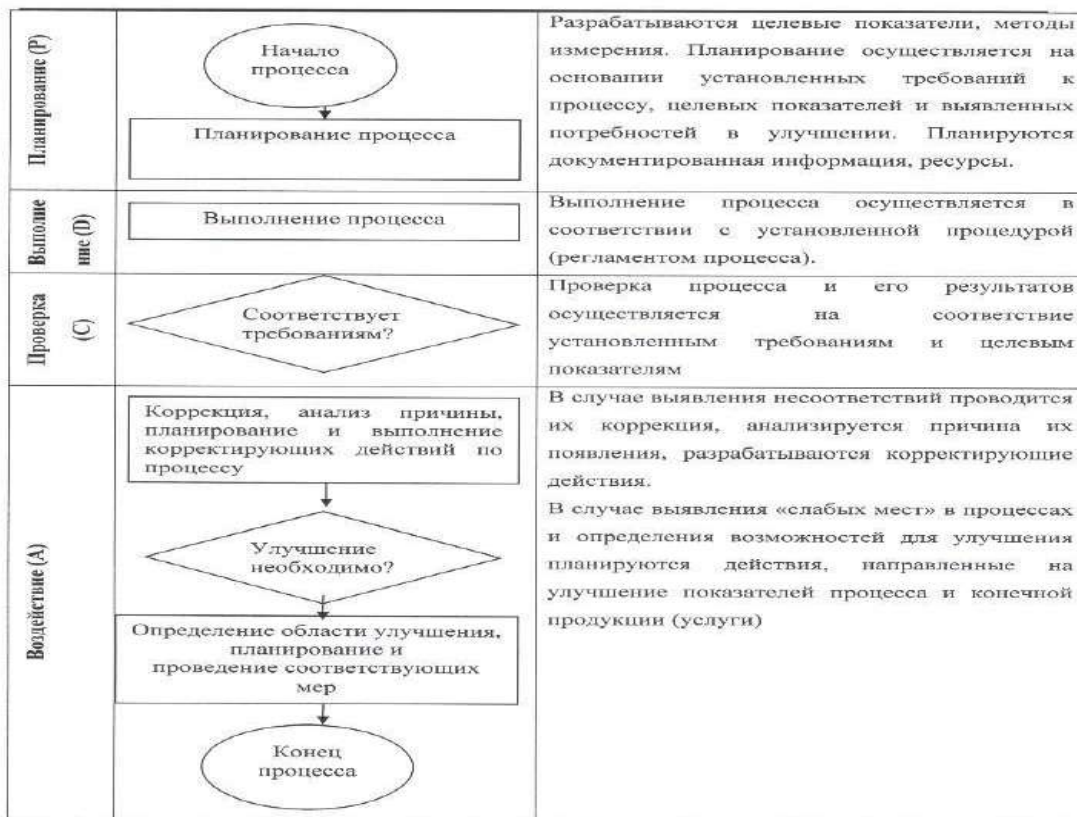 Планирование (P)
Начало
процесса
Планирование процесса
Разрабатываются целевые показатели, методы
измерения. Планирование осуществляется на
основании установленных требований к
процессу, целевых показателей и выявленных
потребностей в улучшении. Планируются
документированная информация, ресурсы.
Выполне
ние (D)
Выполнение процесса
Выполнение процесса осуществляется в
соответствии с установленной процедурой
(регламентом процесса).
Проверка
(C)
Соответствует
требованиям?
Проверка процесса и его результатов
осуществляется на соответствие
установленным требованиям и целевым
показателям
Воздействие (A)
Коррекция, анализ причины,
планирование и выполнение
корректирующих действий по
процессу
Улучшение
необходимо?
Определение области улучшения,
планирование и
проведение соответствующих
мер
Конец
процесса
В случае выявления несоответствий проводится
их коррекция, анализируется причина их
появления, разрабатываются корректирующие
действия.
В случае выявления «слабых мест» в процессах
и определения возможностей для улучшения
планируются действия, направленные на
улучшение показателей процесса и конечной
продукции (услуги)